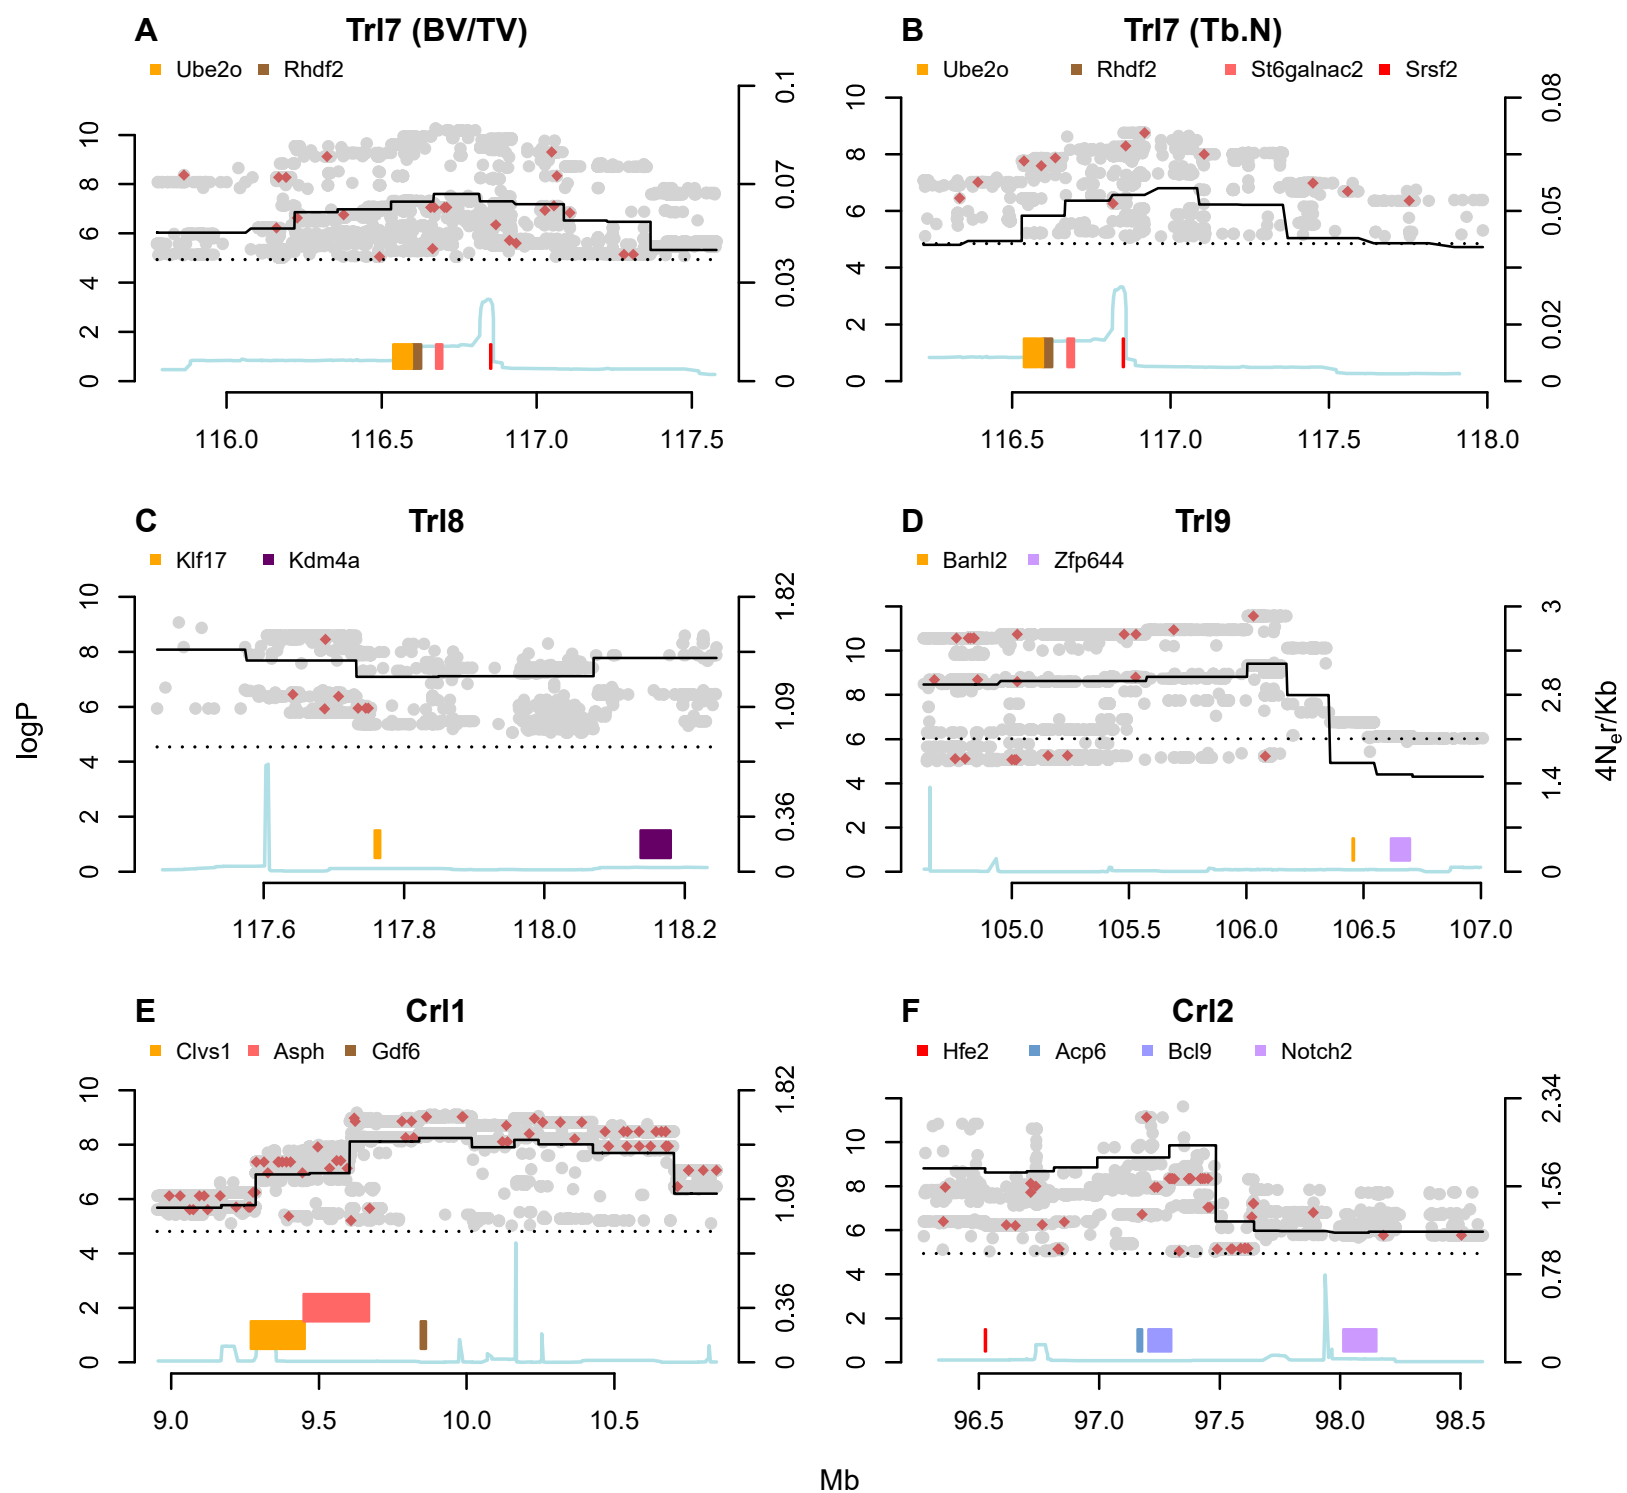 A Trl7 (BV/TV)
Ube2o Rhdf2
0 2 4 6 8 10
0 0.03 0.07 0.1
116.0 116.5 117.0 117.5
B Trl7 (Tb.N)
Ube2o Rhdf2 St6galnac2 Srsf2
0 2 4 6 8 10
0 0.02 0.05 0.08
116.5 117.0 117.5 118.0
C Trl8
Klf17 Kdm4a
0 2 4 6 8 10
0 0.36 1.09 1.82
117.6 117.8 118.0 118.2
D Trl9
Barhl2 Zfp644
0 2 4 6 8 10
0 1.4 2.8 3
105.0 105.5 106.0 106.5 107.0
E Crl1
Clvs1 Asph Gdf6
0 2 4 6 8 10
0 0.36 1.09 1.82
9.0 9.5 10.0 10.5
F Crl2
Hfe2 Acp6 Bcl9 Notch2
0 2 4 6 8 10
0 0.78 1.56 2.34
96.5 97.0 97.5 98.0 98.5
logP
4Nₑr/Kb
Mb